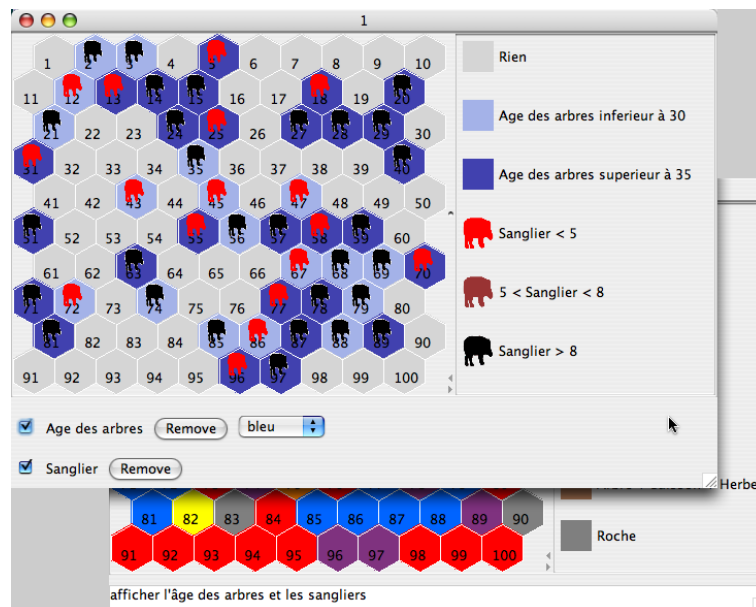 1
1 2 3 4 5 6 7 8 9 10
11 12 13 14 15 16 17 18 19 20
21 22 23 24 25 26 27 28 29 30
31 32 33 34 35 36 37 38 39 40
41 42 43 44 45 46 47 48 49 50
51 52 53 54 55 56 57 58 59 60
61 62 63 64 65 66 67 68 69 70
71 72 73 74 75 76 77 78 79 80
81 82 83 84 85 86 87 88 89 90
91 92 93 94 95 96 97 98 99 100
Rien
Age des arbres inferieur à 30
Age des arbres superieur à 35
Sanglier < 5
5 < Sanglier < 8
Sanglier > 8
Age des arbres Remove bleu
Sanglier Remove
Herbe
81 82 83 84 85 86 87 88 89 90
91 92 93 94 95 96 97 98 99 100
Roche
afficher l'âge des arbres et les sangliers